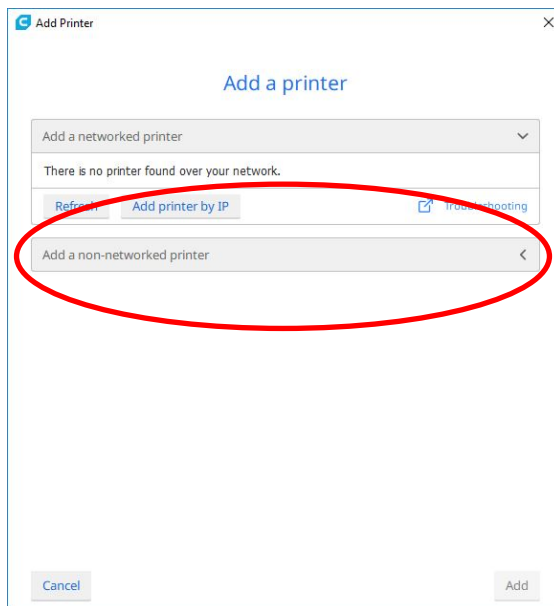 Add Printer
Add a printer
Add a networked printer
There is no printer found over your network.
Refresh Add printer by IP Troubleshooting
Add a non-networked printer
Cancel Add